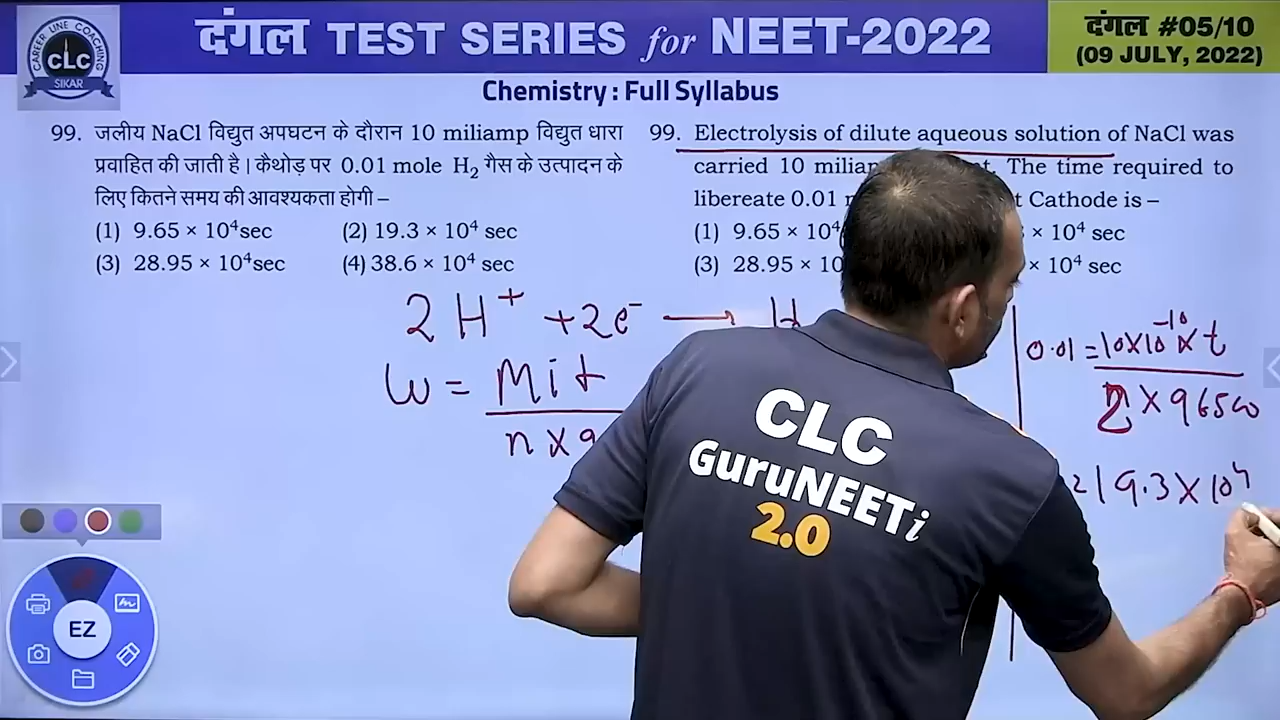 CAREER LINE COACHING
CLC
SIKAR
दंगल TEST SERIES for NEET-2022
दंगल #05/10
(09 JULY, 2022)
Chemistry : Full Syllabus
99. जलीय NaCl विद्युत अपघटन के दौरान 10 miliamp विद्युत धारा
प्रवाहित की जाती है। कैथोड़ पर 0.01 mole H₂ गैस के उत्पादन के
लिए कितने समय की आवश्यकता होगी –
(1) 9.65 × 10⁴sec (2) 19.3 × 10⁴ sec
(3) 28.95 × 10⁴sec (4) 38.6 × 10⁴ sec
99. Electrolysis of dilute aqueous solution of NaCl was
carried 10 The time required to
libereate 0.01 Cathode is –
(1) 9.65 × 10⁴ × 10⁴ sec
(3) 28.95 × 10 × 10⁴ sec
2H⁺ + 2e⁻ ⟶ H
W = Mit
n x 9
0.01 = 10x10⁻¹⁰ x t
2 x 96500
19.3 x 10⁴
CLC
GuruNEETi
2.0
EZ